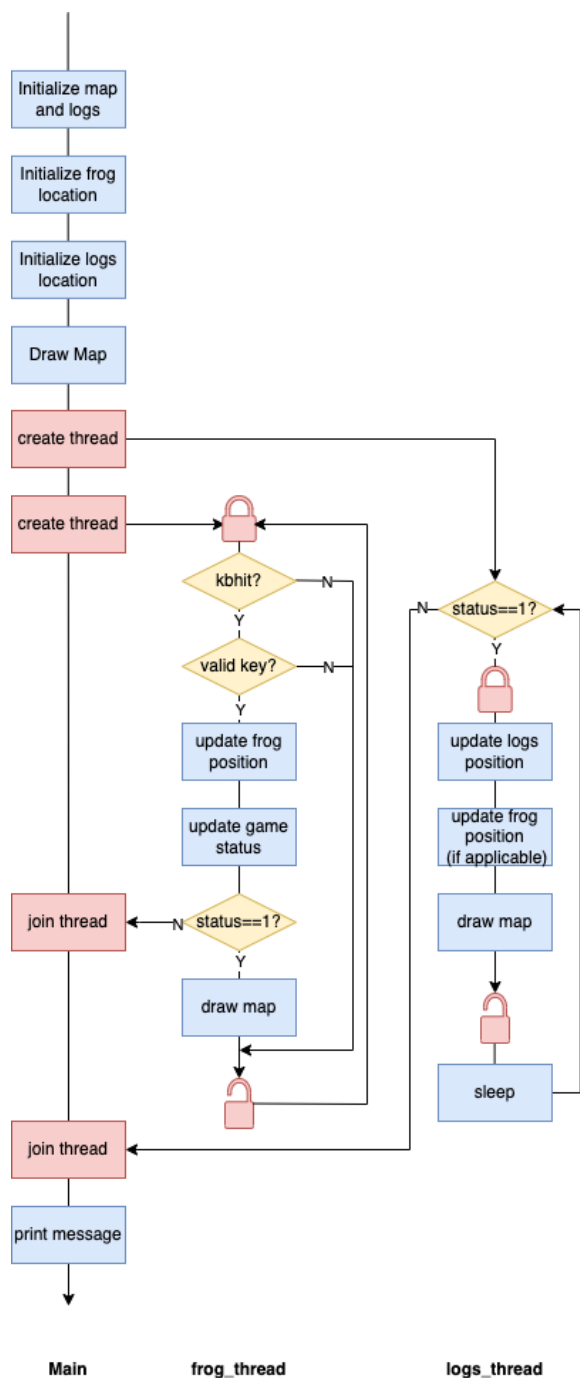 Initialize map
and logs
Initialize frog
location
Initialize logs
location
Draw Map
create thread
create thread
kbhit?
N
Y
valid key?
N
Y
update frog
position
update game
status
status==1?
N
Y
draw map
status==1?
N
Y
update logs
position
update frog
position
(if applicable)
draw map
sleep
join thread
join thread
print message
Main
frog_thread
logs_thread